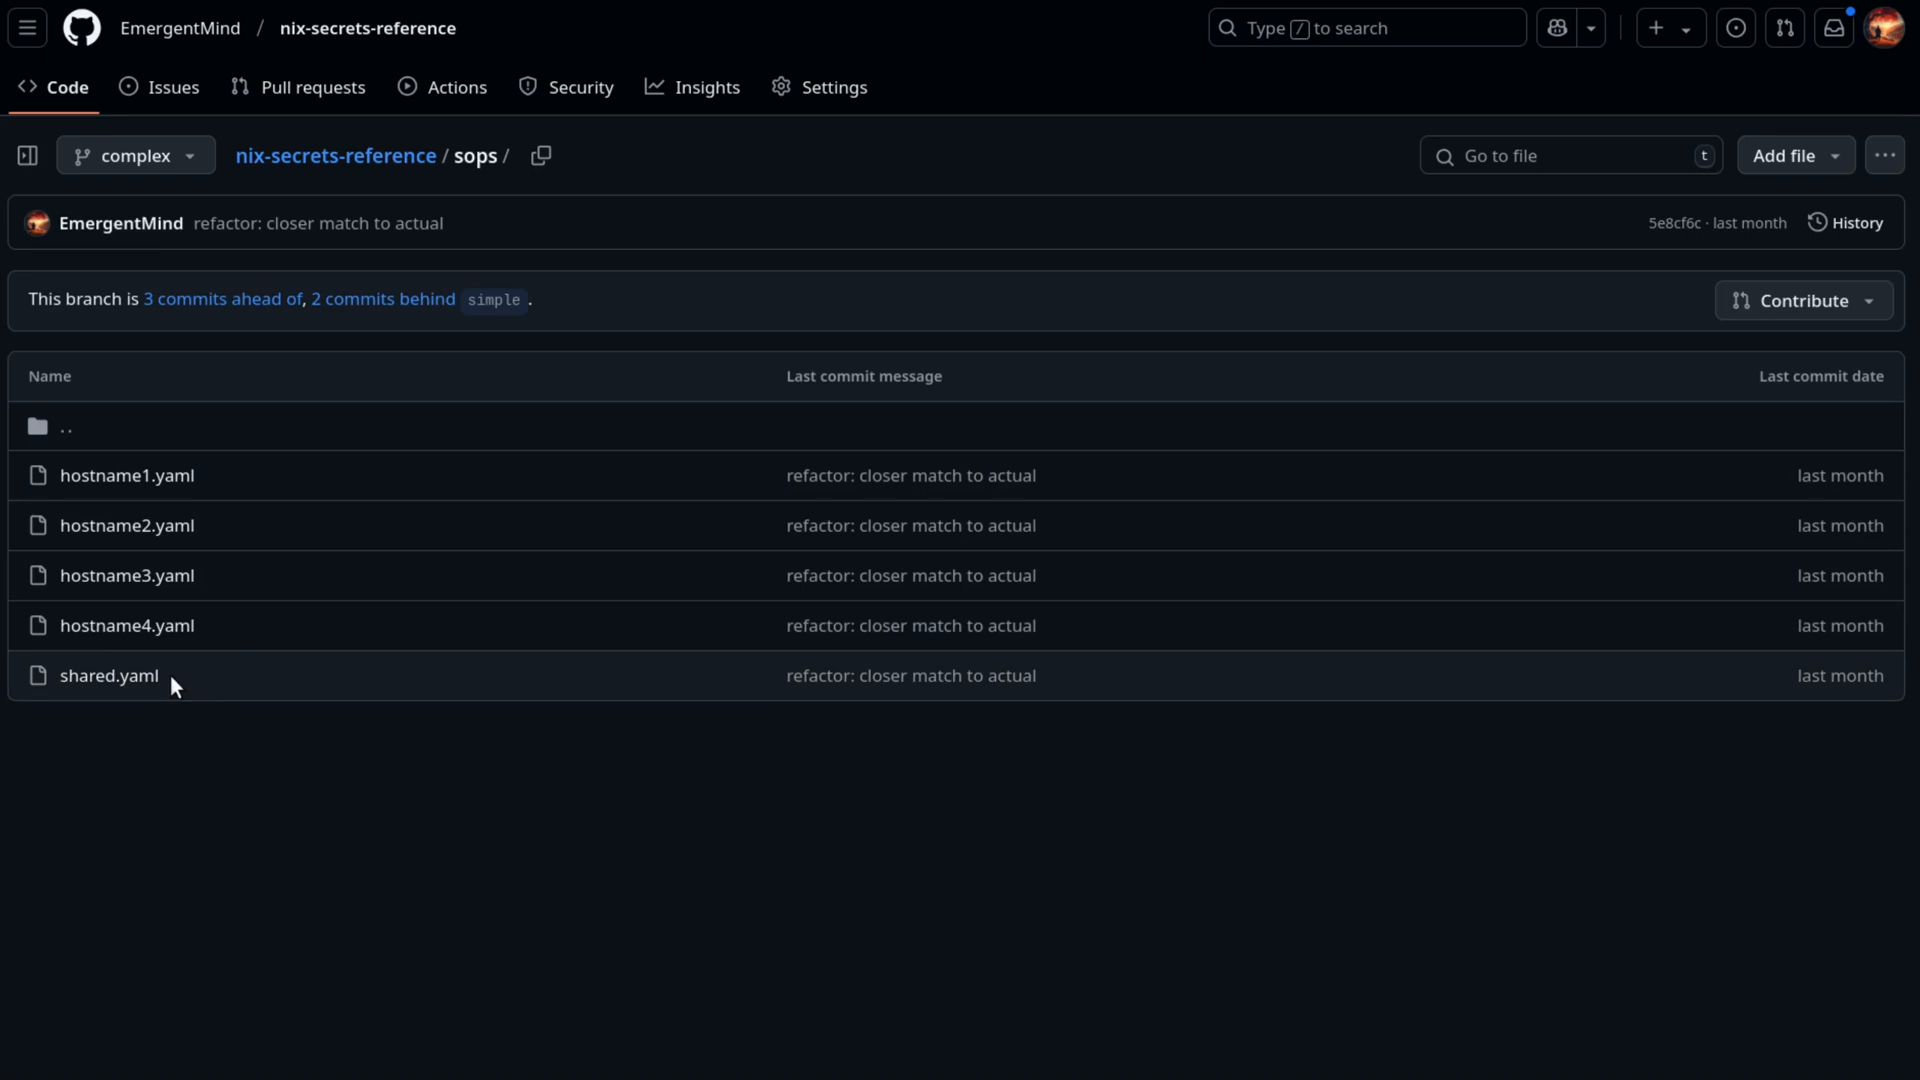 EmergentMind / nix-secrets-reference
Type / to search
Code Issues Pull requests Actions Security Insights Settings
complex nix-secrets-reference / sops /
Go to file t Add file
EmergentMind refactor: closer match to actual 5e8cf6c · last month History
This branch is 3 commits ahead of, 2 commits behind simple .
Contribute
Name Last commit message Last commit date
..
hostname1.yaml refactor: closer match to actual last month
hostname2.yaml refactor: closer match to actual last month
hostname3.yaml refactor: closer match to actual last month
hostname4.yaml refactor: closer match to actual last month
shared.yaml refactor: closer match to actual last month